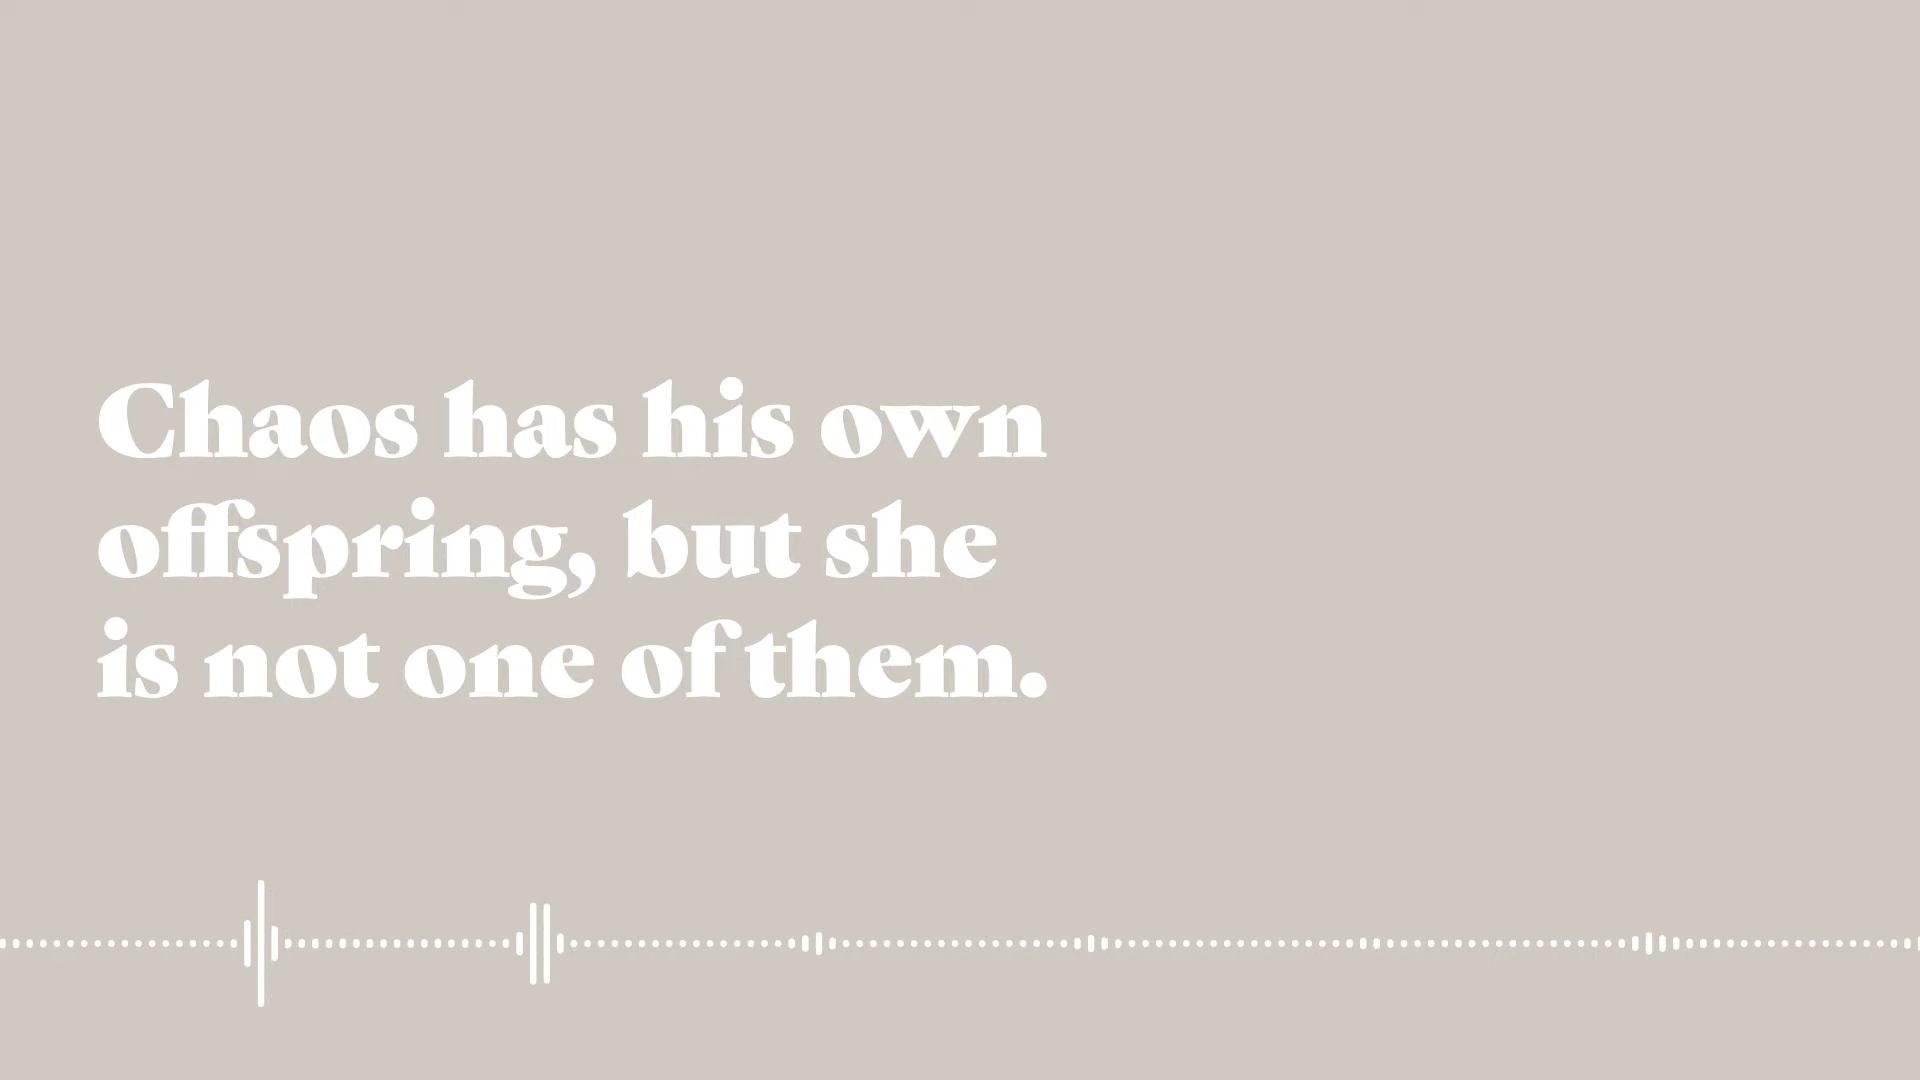 Chaos has his own
offspring, but she
is not one of them.